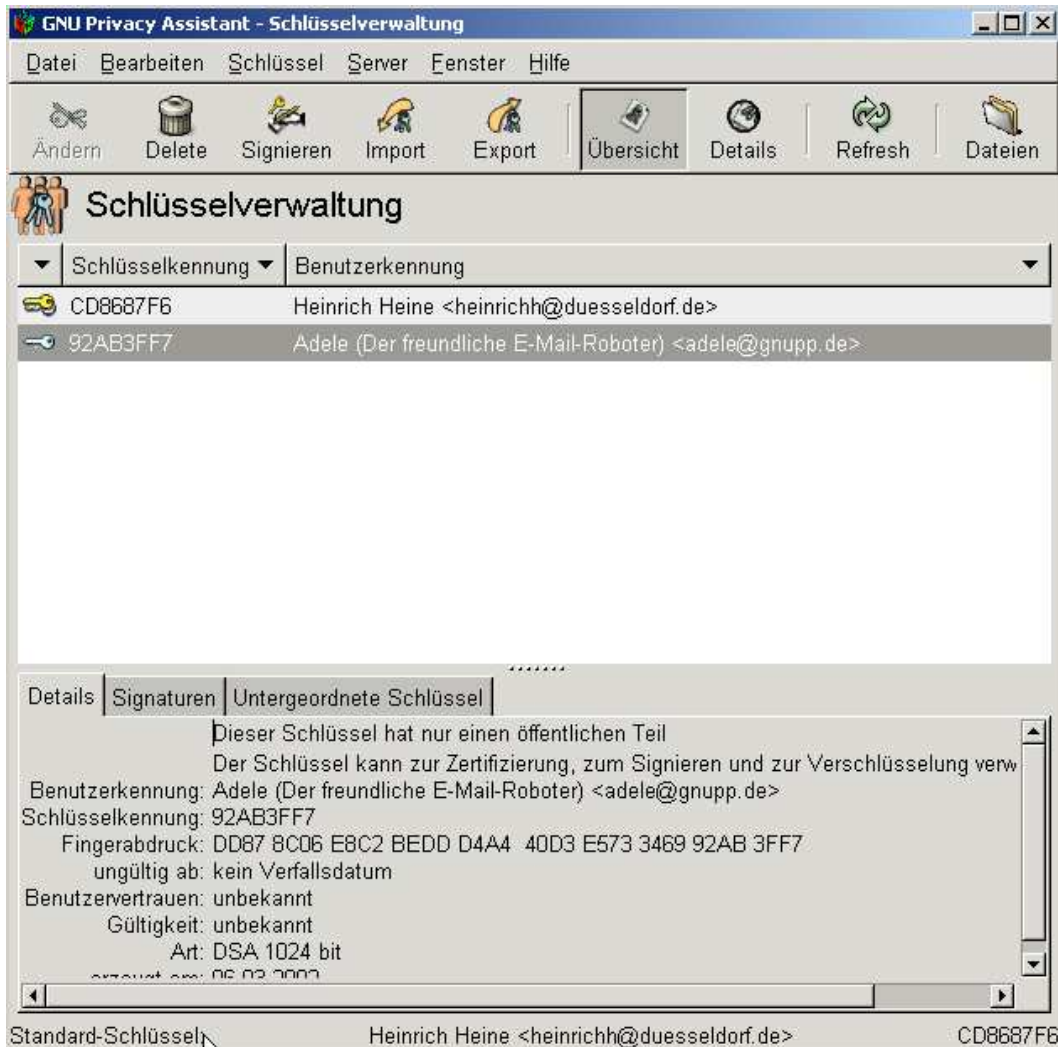 GNU Privacy Assistant - Schlüsselverwaltung
Datei Bearbeiten Schlüssel Server Fenster Hilfe
Ändern Delete Signieren Import Export Übersicht Details Refresh Dateien
Schlüsselverwaltung
Schlüsselkennung Benutzerkennung
CD8687F6 Heinrich Heine <heinrichh@duesseldorf.de>
92AB3FF7 Adele (Der freundliche E-Mail-Roboter) <adele@gnupp.de>
Details Signaturen Untergeordnete Schlüssel
Dieser Schlüssel hat nur einen öffentlichen Teil
Der Schlüssel kann zur Zertifizierung, zum Signieren und zur Verschlüsselung verw
Benutzerkennung: Adele (Der freundliche E-Mail-Roboter) <adele@gnupp.de>
Schlüsselkennung: 92AB3FF7
Fingerabdruck: DD87 8C06 E8C2 BEDD D4A4 40D3 E573 3469 92AB 3FF7
ungültig ab: kein Verfallsdatum
Benutzervertrauen: unbekannt
Gültigkeit: unbekannt
Art: DSA 1024 bit
Standard-Schlüssel: Heinrich Heine <heinrichh@duesseldorf.de> CD8687F6